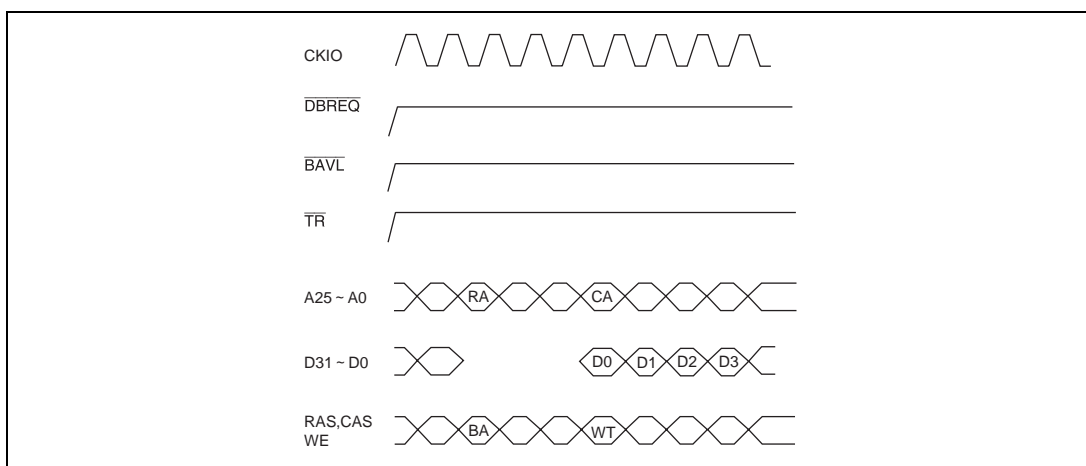 CKIO
DBREQ
BAVL
TR
A25 ~ A0 RA CA
D31 ~ D0 D0 D1 D2 D3
RAS,CAS
WE BA WT